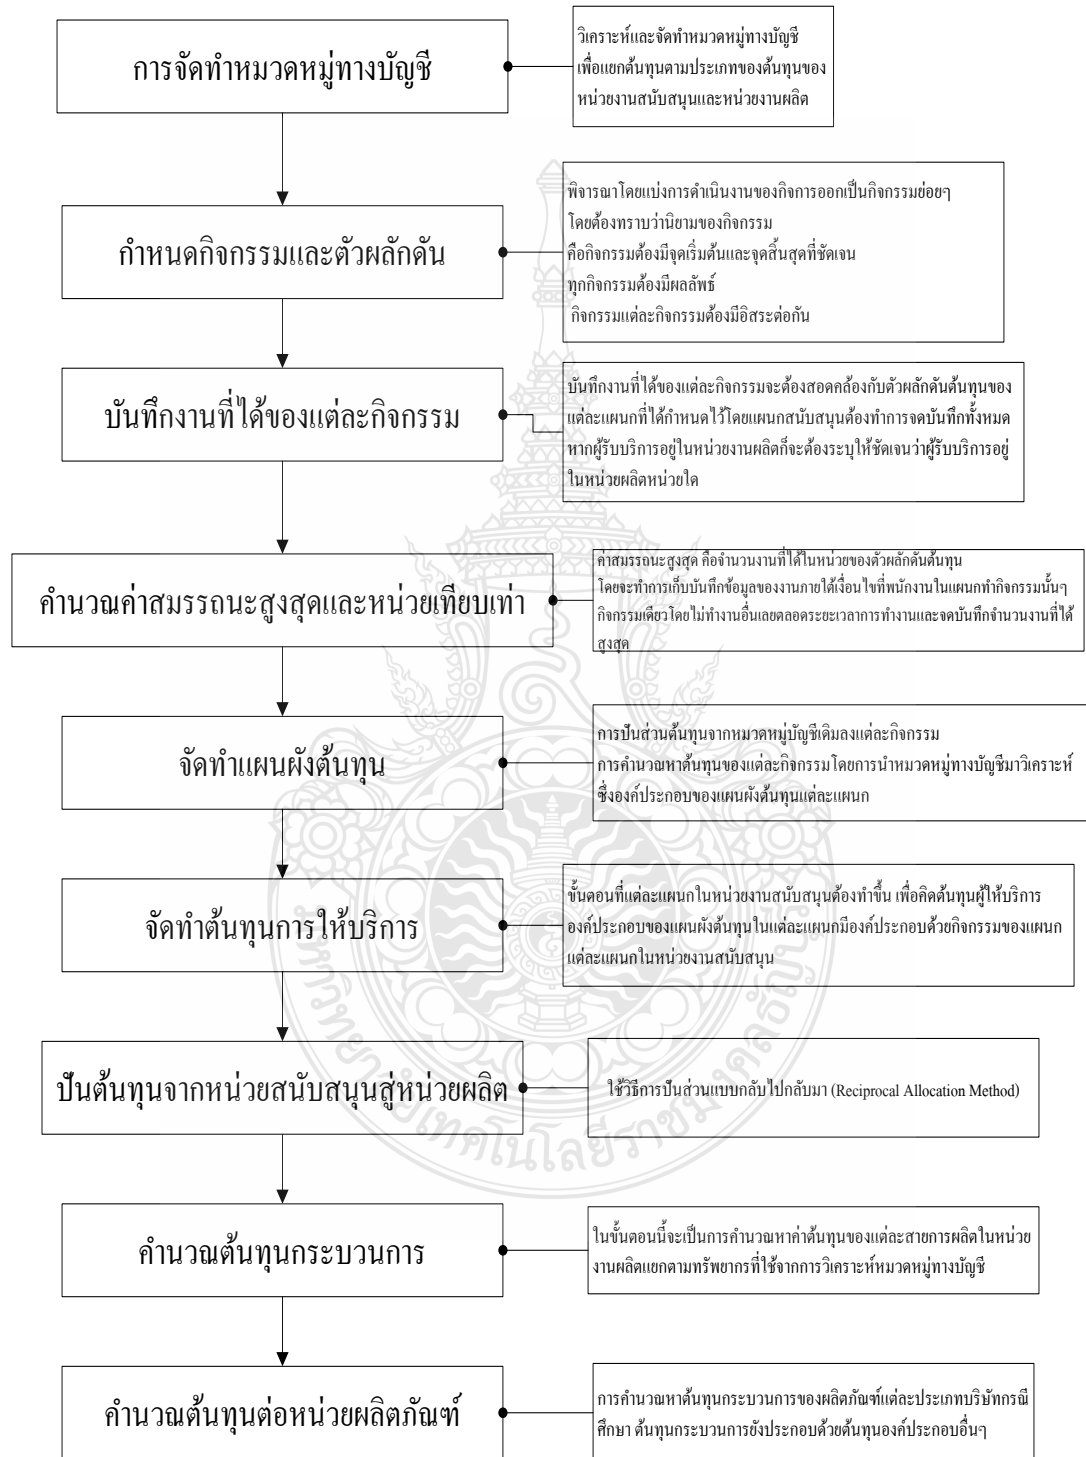 การจัดทำหมวดหมู่ทางบัญชี
วิเคราะห์และจัดทำหมวดหมู่ทางบัญชี
เพื่อแยกต้นทุนตามประเภทของต้นทุนของ
หน่วยงานสนับสนุนและหน่วยงานผลิต
กำหนดกิจกรรมและตัวผลักดัน
พิจารณาโดยแบ่งการดำเนินงานของกิจการออกเป็นกิจกรรมย่อยๆ
โดยต้องทราบว่านิยามของกิจกรรม
คือกิจกรรมต้องมีจุดเริ่มต้นและจุดสิ้นสุดที่ชัดเจน
ทุกกิจกรรมต้องมีผลลัพธ์
กิจกรรมแต่ละกิจกรรมต้องมีอิสระต่อกัน
บันทึกงานที่ได้ของแต่ละกิจกรรม
บันทึกงานที่ได้ของแต่ละกิจกรรมจะต้องสอดคล้องกับตัวผลักดันต้นทุนของ
แต่ละแผนกที่ได้กำหนดไว้โดยแผนกสนับสนุนต้องทำการจดบันทึกทั้งหมด
หากผู้รับบริการอยู่ในหน่วยงานผลิตก็จะต้องระบุให้ชัดเจนว่าผู้รับบริการอยู่
ในหน่วยผลิตหน่วยใด
คำนวณค่าสมรรถนะสูงสุดและหน่วยเทียบเท่า
ค่าสมรรถนะสูงสุด คือจำนวนงานที่ได้ในหน่วยของตัวผลักดันต้นทุน
โดยจะทำการเก็บบันทึกข้อมูลของงานภายใต้เงื่อนไขที่พนักงานในแผนกทำกิจกรรมนั้นๆ
กิจกรรมเดียวโดยไม่ทำงานอื่นเลยตลอดระยะเวลาการทำงานและจดบันทึกจำนวนงานที่ได้
สูงสุด
จัดทำแผนผังต้นทุน
การปันส่วนต้นทุนจากหมวดหมู่บัญชีเดิมลงแต่ละกิจกรรม
การคำนวณหาต้นทุนของแต่ละกิจกรรมโดยการนำหมวดหมู่ทางบัญชีมาวิเคราะห์
ซึ่งองค์ประกอบของแผนผังต้นทุนแต่ละแผนก
จัดทำต้นทุนการให้บริการ
ขั้นตอนที่แต่ละแผนกในหน่วยงานสนับสนุนต้องทำขึ้น เพื่อคิดต้นทุนผู้ให้บริการ
องค์ประกอบของแผนผังต้นทุนในแต่ละแผนกมีองค์ประกอบด้วยกิจกรรมของแผนก
แต่ละแผนกในหน่วยงานสนับสนุน
ปันต้นทุนจากหน่วยสนับสนุนสู่หน่วยผลิต
ใช้วิธีการปันส่วนแบบกลับไปกลับมา (Reciprocal Allocation Method)
คำนวณต้นทุนกระบวนการ
ในขั้นตอนนี้จะเป็นการคำนวณหาค่าต้นทุนของแต่ละสายการผลิตในหน่วย
งานผลิตแยกตามทรัพยากรที่ใช้จากการวิเคราะห์หมวดหมู่ทางบัญชี
คำนวณต้นทุนต่อหน่วยผลิตภัณฑ์
การคำนวณหาต้นทุนกระบวนการของผลิตภัณฑ์แต่ละประเภทบริษัทกรณี
ศึกษา ต้นทุนกระบวนการยังประกอบด้วยต้นทุนองค์ประกอบอื่นๆ